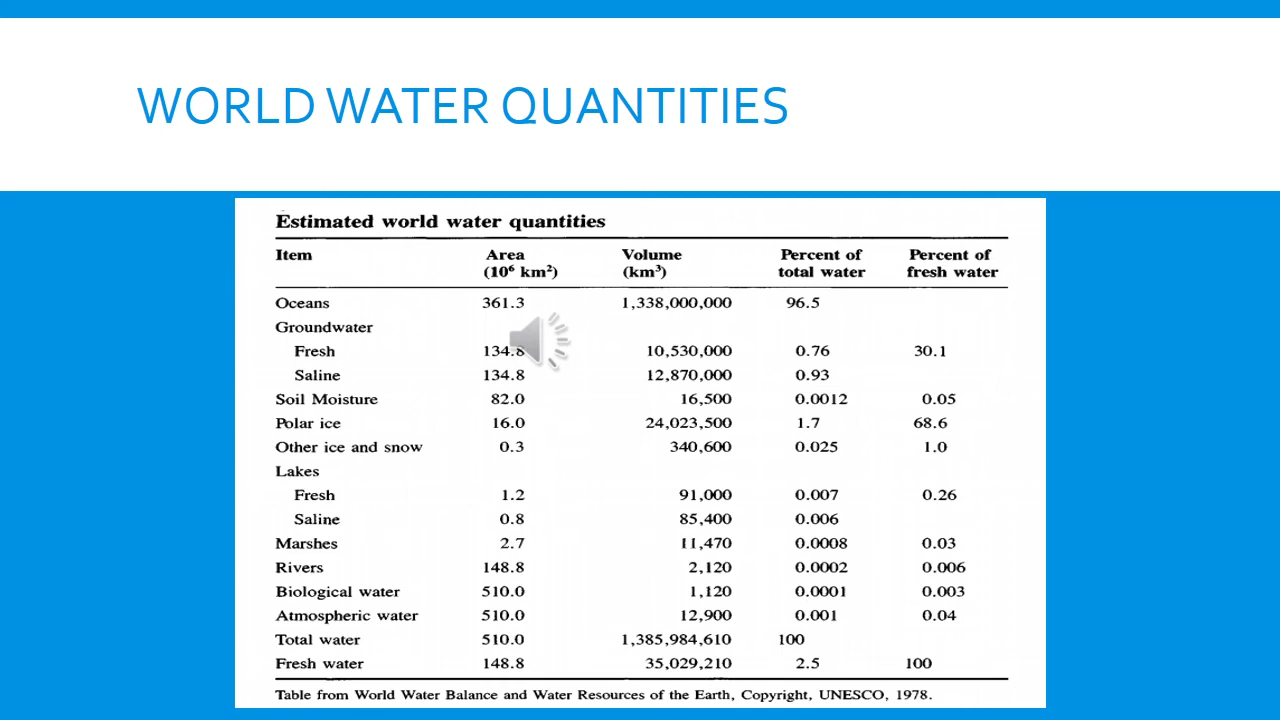 WORLD WATER QUANTITIES
Estimated world water quantities
Item Area Volume Percent of Percent of
(10⁶ km²) (km³) total water fresh water
Oceans 361.3 1,338,000,000 96.5
Groundwater
Fresh 134.8 10,530,000 0.76 30.1
Saline 134.8 12,870,000 0.93
Soil Moisture 82.0 16,500 0.0012 0.05
Polar ice 16.0 24,023,500 1.7 68.6
Other ice and snow 0.3 340,600 0.025 1.0
Lakes
Fresh 1.2 91,000 0.007 0.26
Saline 0.8 85,400 0.006
Marshes 2.7 11,470 0.0008 0.03
Rivers 148.8 2,120 0.0002 0.006
Biological water 510.0 1,120 0.0001 0.003
Atmospheric water 510.0 12,900 0.001 0.04
Total water 510.0 1,385,984,610 100
Fresh water 148.8 35,029,210 2.5 100
Table from World Water Balance and Water Resources of the Earth, Copyright, UNESCO, 1978.